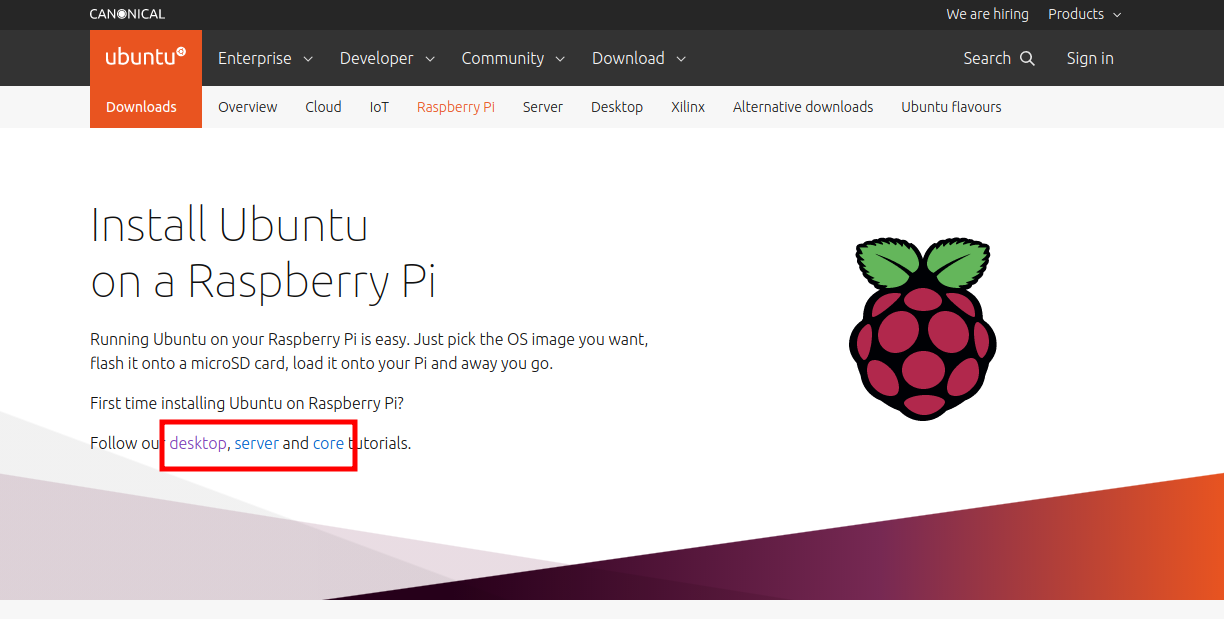 CANONICAL We are hiring Products
ubuntu Enterprise Developer Community Download Search Sign in
Downloads Overview Cloud IoT Raspberry Pi Server Desktop Xilinx Alternative downloads Ubuntu flavours
Install Ubuntu
on a Raspberry Pi
Running Ubuntu on your Raspberry Pi is easy. Just pick the OS image you want,
flash it onto a microSD card, load it onto your Pi and away you go.
First time installing Ubuntu on Raspberry Pi?
Follow our desktop, server and core tutorials.